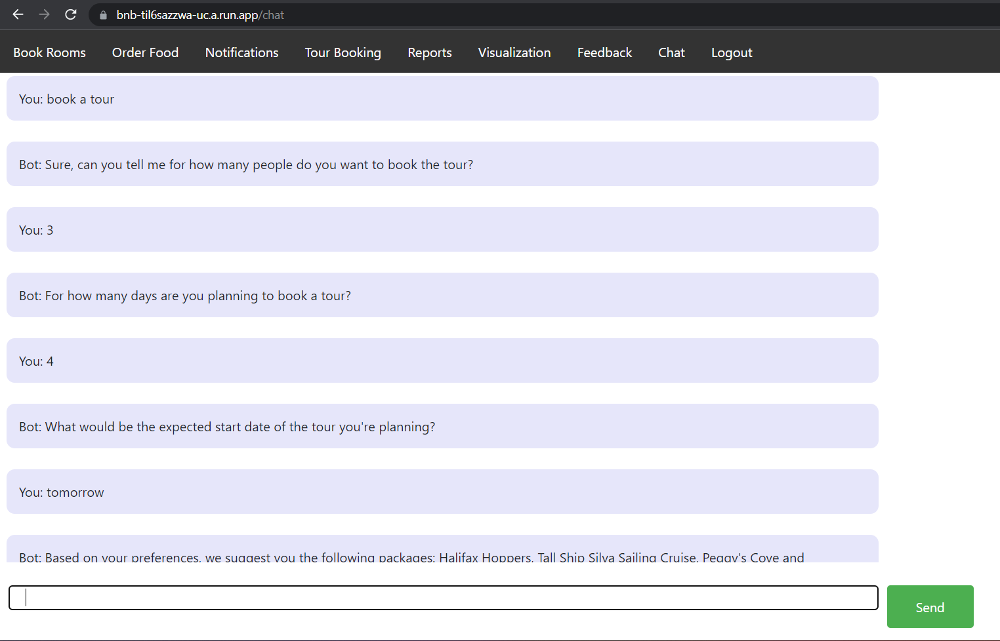 bnb-til6sazzwa-uc.a.run.app/chat
Book Rooms Order Food Notifications Tour Booking Reports Visualization Feedback Chat Logout
You: book a tour
Bot: Sure, can you tell me for how many people do you want to book the tour?
You: 3
Bot: For how many days are you planning to book a tour?
You: 4
Bot: What would be the expected start date of the tour you're planning?
You: tomorrow
Bot: Based on your preferences, we suggest you the following packages: Halifax Hoppers, Tall Ship Silva Sailing Cruise, Peggy's Cove and
Send